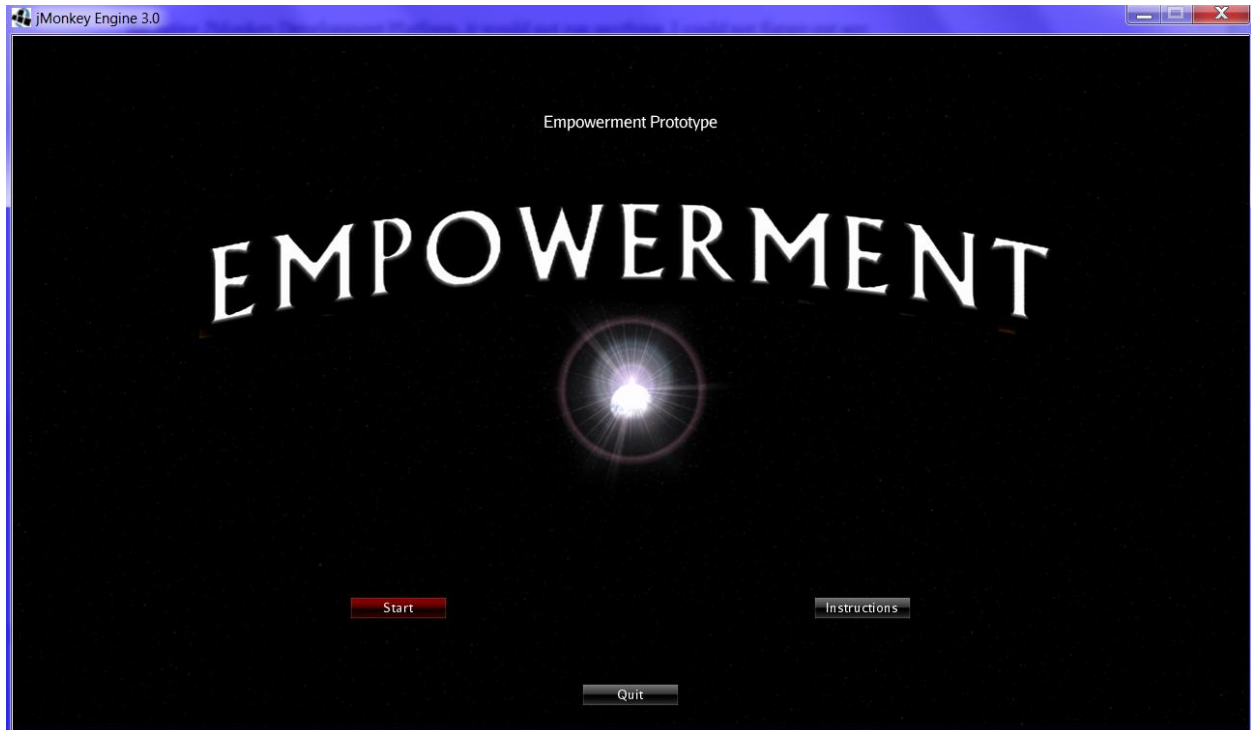 jMonkey Engine 3.0
Empowerment Prototype
EMPOWERMENT
Start
Instructions
Quit